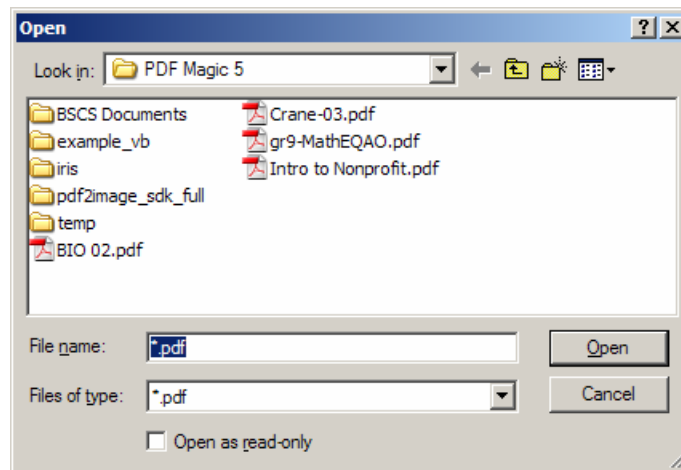 Open
Look in: PDF Magic 5
BSCS Documents
example_vb
iris
pdf2image_sdk_full
temp
BIO 02.pdf
Crane-03.pdf
gr9-MathEQAO.pdf
Intro to Nonprofit.pdf
File name: *.pdf Open
Files of type: *.pdf Cancel
Open as read-only